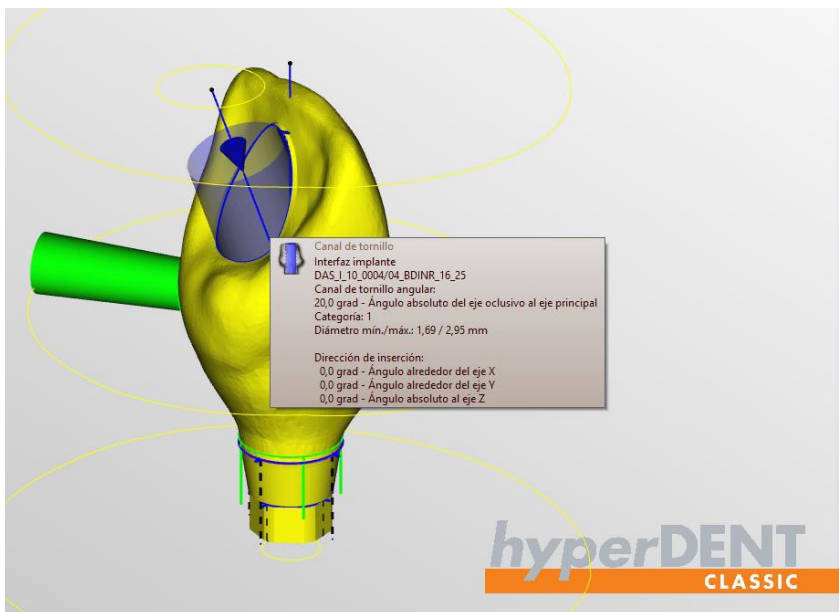 Canal de tornillo
Interfaz implante
DAS_I_10_0004/04_BDINR_16_25
Canal de tornillo angular:
20,0 grad - Ángulo absoluto del eje oclusivo al eje principal
Categoría: 1
Diámetro mín./máx.: 1,69 / 2,95 mm
Dirección de inserción:
0,0 grad - Ángulo alrededor del eje X
0,0 grad - Ángulo alrededor del eje Y
0,0 grad - Ángulo absoluto al eje Z
hyperDENT
CLASSIC